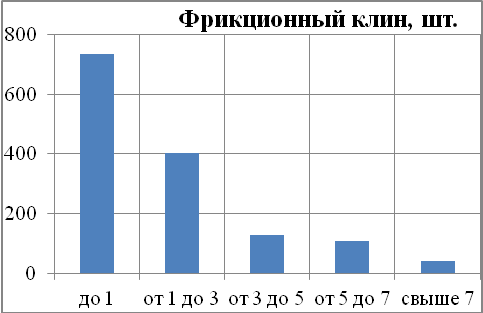 Фрикционный клин, шт.
800
600
400
200
0
до 1 от 1 до 3 от 3 до 5 от 5 до 7 свыше 7